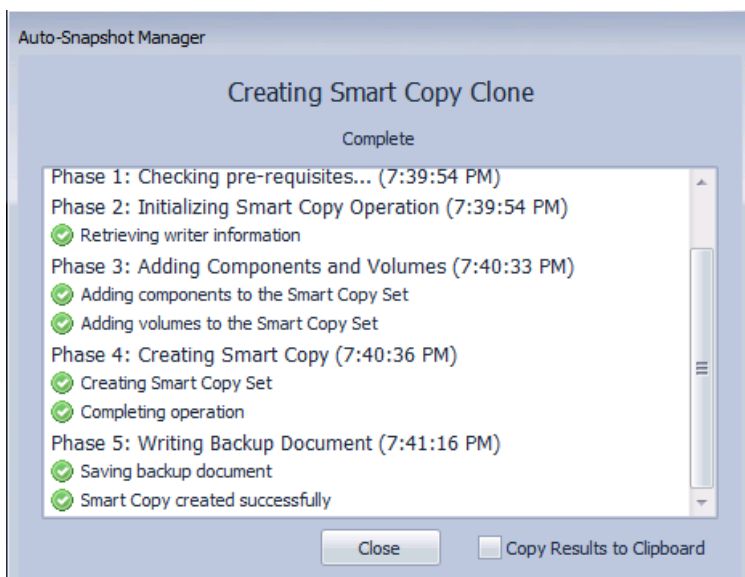 Auto-Snapshot Manager
Creating Smart Copy Clone
Complete
Phase 1: Checking pre-requisites... (7:39:54 PM)
Phase 2: Initializing Smart Copy Operation (7:39:54 PM)
Retrieving writer information
Phase 3: Adding Components and Volumes (7:40:33 PM)
Adding components to the Smart Copy Set
Adding volumes to the Smart Copy Set
Phase 4: Creating Smart Copy (7:40:36 PM)
Creating Smart Copy Set
Completing operation
Phase 5: Writing Backup Document (7:41:16 PM)
Saving backup document
Smart Copy created successfully
Close
Copy Results to Clipboard